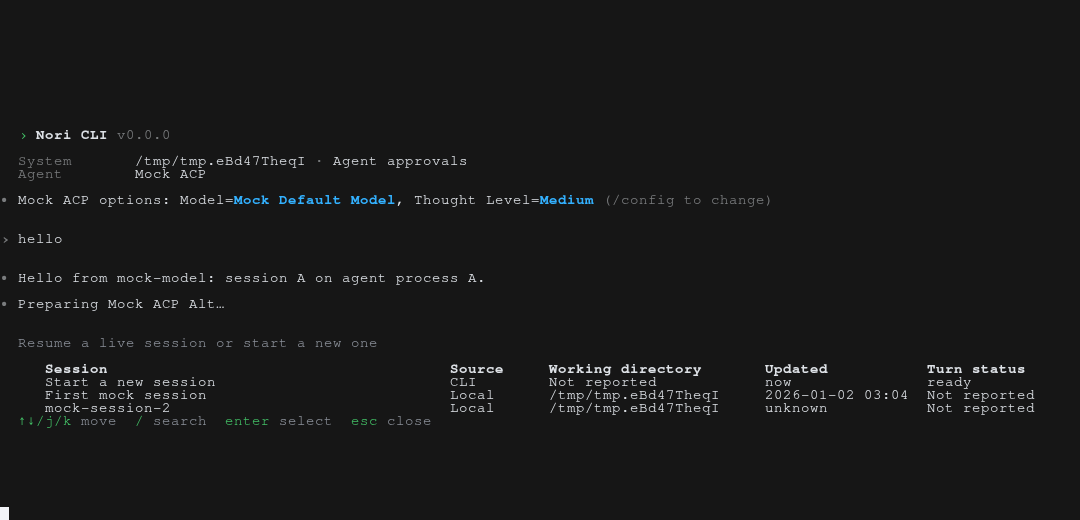 › Nori CLI v0.0.0
System /tmp/tmp.eBd47TheqI · Agent approvals
Agent Mock ACP
• Mock ACP options: Model=Mock Default Model, Thought Level=Medium (/config to change)
› hello
• Hello from mock-model: session A on agent process A.
• Preparing Mock ACP Alt…
Resume a live session or start a new one
Session Source Working directory Updated Turn status
Start a new session CLI Not reported now ready
First mock session Local /tmp/tmp.eBd47TheqI 2026-01-02 03:04 Not reported
mock-session-2 Local /tmp/tmp.eBd47TheqI unknown Not reported
↑↓/j/k move / search enter select esc close